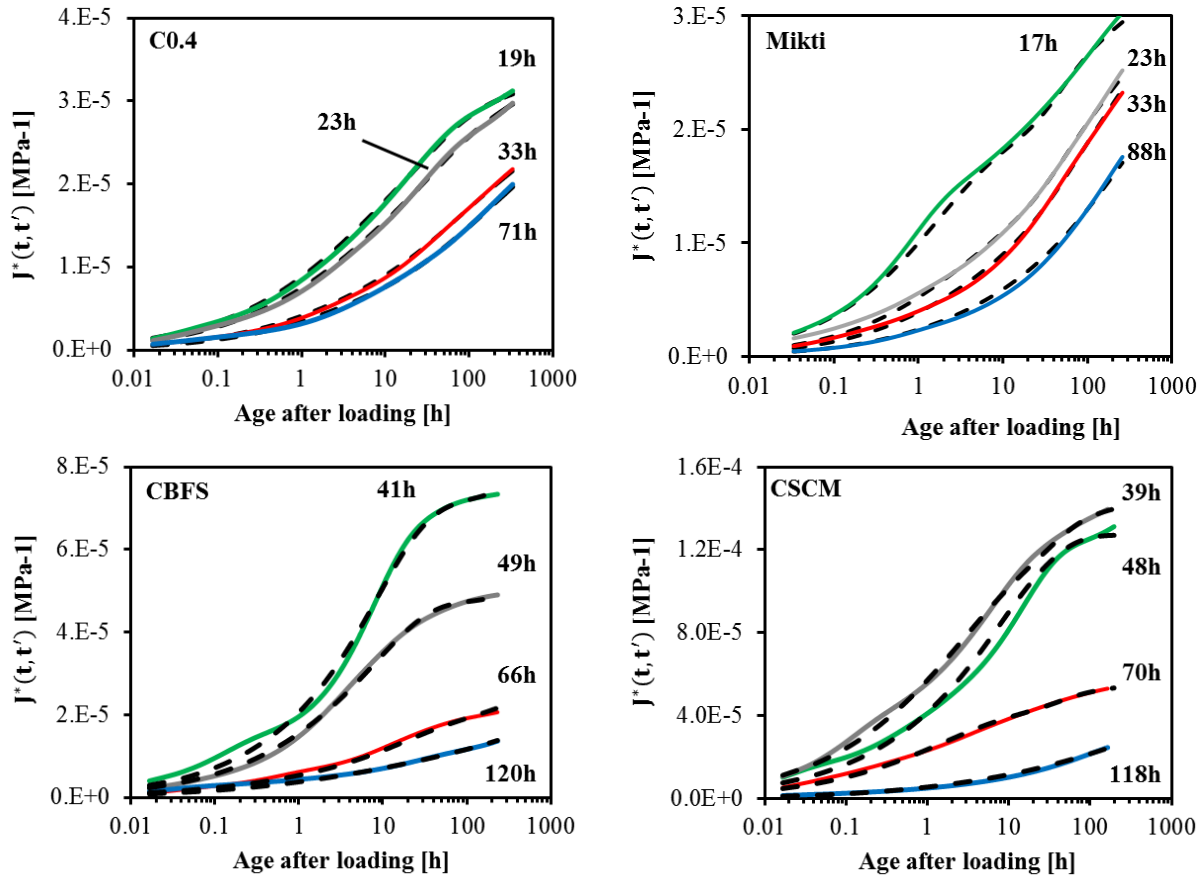 C0.4
4.E-5
3.E-5
2.E-5
1.E-5
0.E+0
J*(t,t′) [MPa-1]
19h
23h
33h
71h
0.01 0.1 1 10 100 1000
Age after loading [h]
Mikti
3.E-5
2.E-5
1.E-5
0.E+0
J*(t,t′) [MPa-1]
17h
23h
33h
88h
0.01 0.1 1 10 100 1000
Age after loading [h]
CBFS
8.E-5
6.E-5
4.E-5
2.E-5
0.E+0
J*(t,t′) [MPa-1]
41h
49h
66h
120h
0.01 0.1 1 10 100 1000
Age after loading [h]
CSCM
1.6E-4
1.2E-4
8.0E-5
4.0E-5
0.0E+0
J*(t,t′) [MPa-1]
39h
48h
70h
118h
0.01 0.1 1 10 100 1000
Age after loading [h]